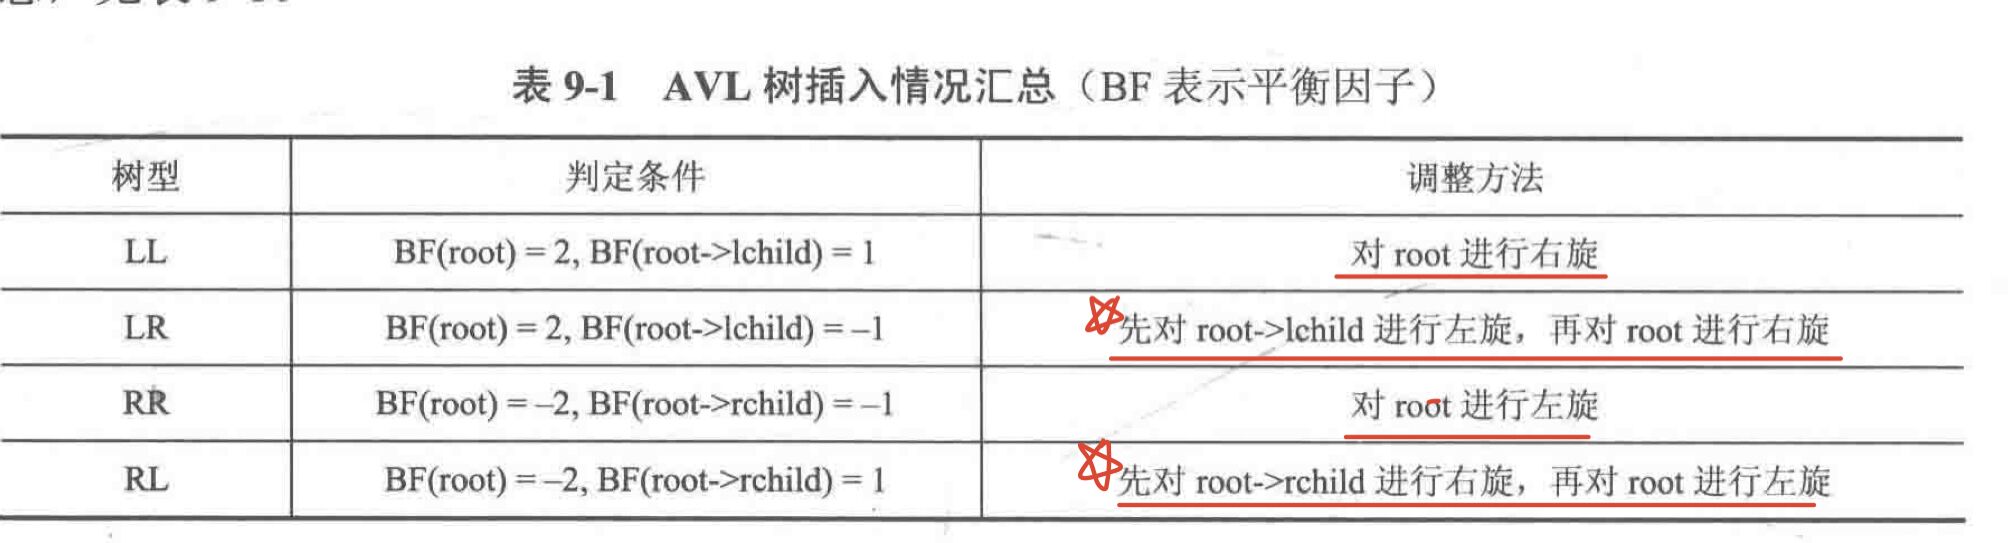 表 9-1 AVL 树插入情况汇总（BF 表示平衡因子）
树型 判定条件 调整方法
LL BF(root) = 2, BF(root->lchild) = 1 对 root 进行右旋
LR BF(root) = 2, BF(root->lchild) = –1 先对 root->lchild 进行左旋，再对 root 进行右旋
RR BF(root) = –2, BF(root->rchild) = –1 对 root 进行左旋
RL BF(root) = –2, BF(root->rchild) = 1 先对 root->rchild 进行右旋，再对 root 进行左旋